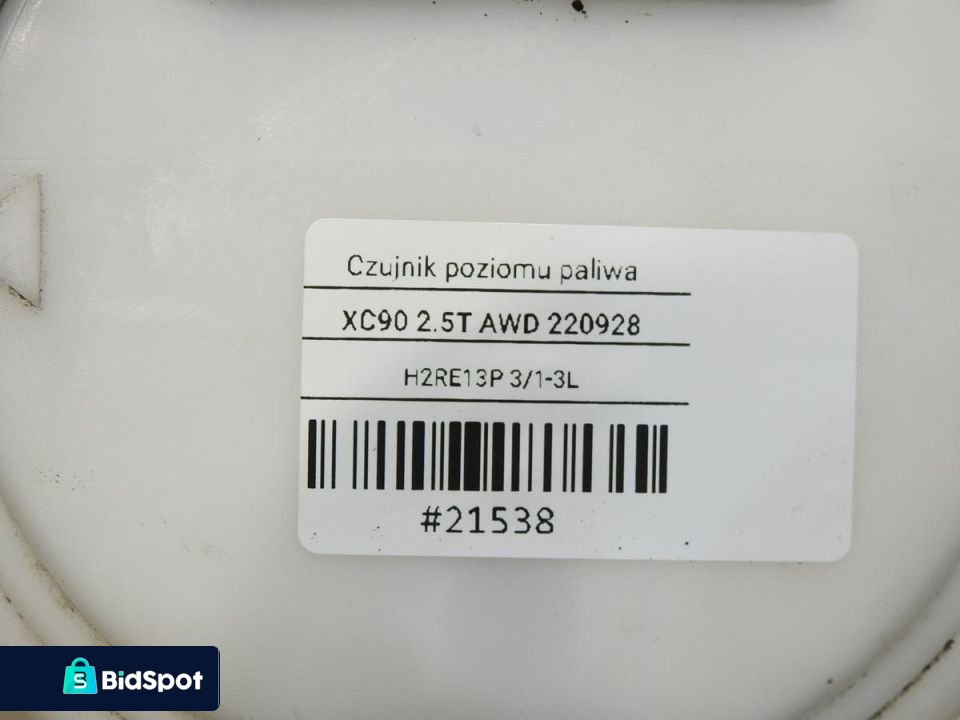 Czujnik poziomu paliwa
XC90 2.5T AWD 220928
H2RE13P 3/1-3L
#21538
BidSpot